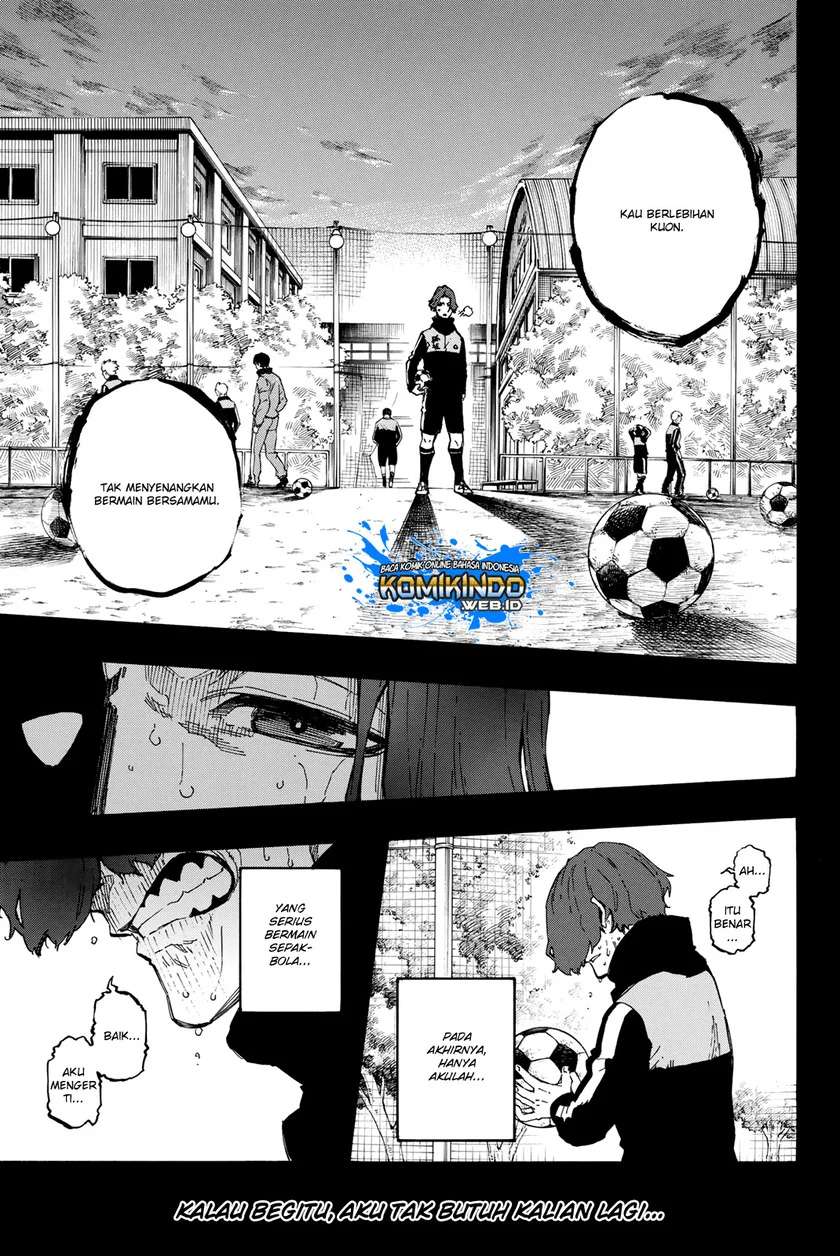 KAU BERLEBIHAN
KUON.
TAK MENYENANGKAN
BERMAIN BERSAMAMU.
BACA KOMIK ONLINE BAHASA INDONESIA
KOMIKINDO
WEB.ID
AH...
ITU
BENAR
...
PADA
AKHIRNYA,
HANYA
AKULAH...
YANG
SERIUS
BERMAIN
SEPAK-
BOLA...
BAIK...
AKU
MENGER
TI...
KALAU BEGITU, AKU TAK BUTUH KALIAN LAGI...